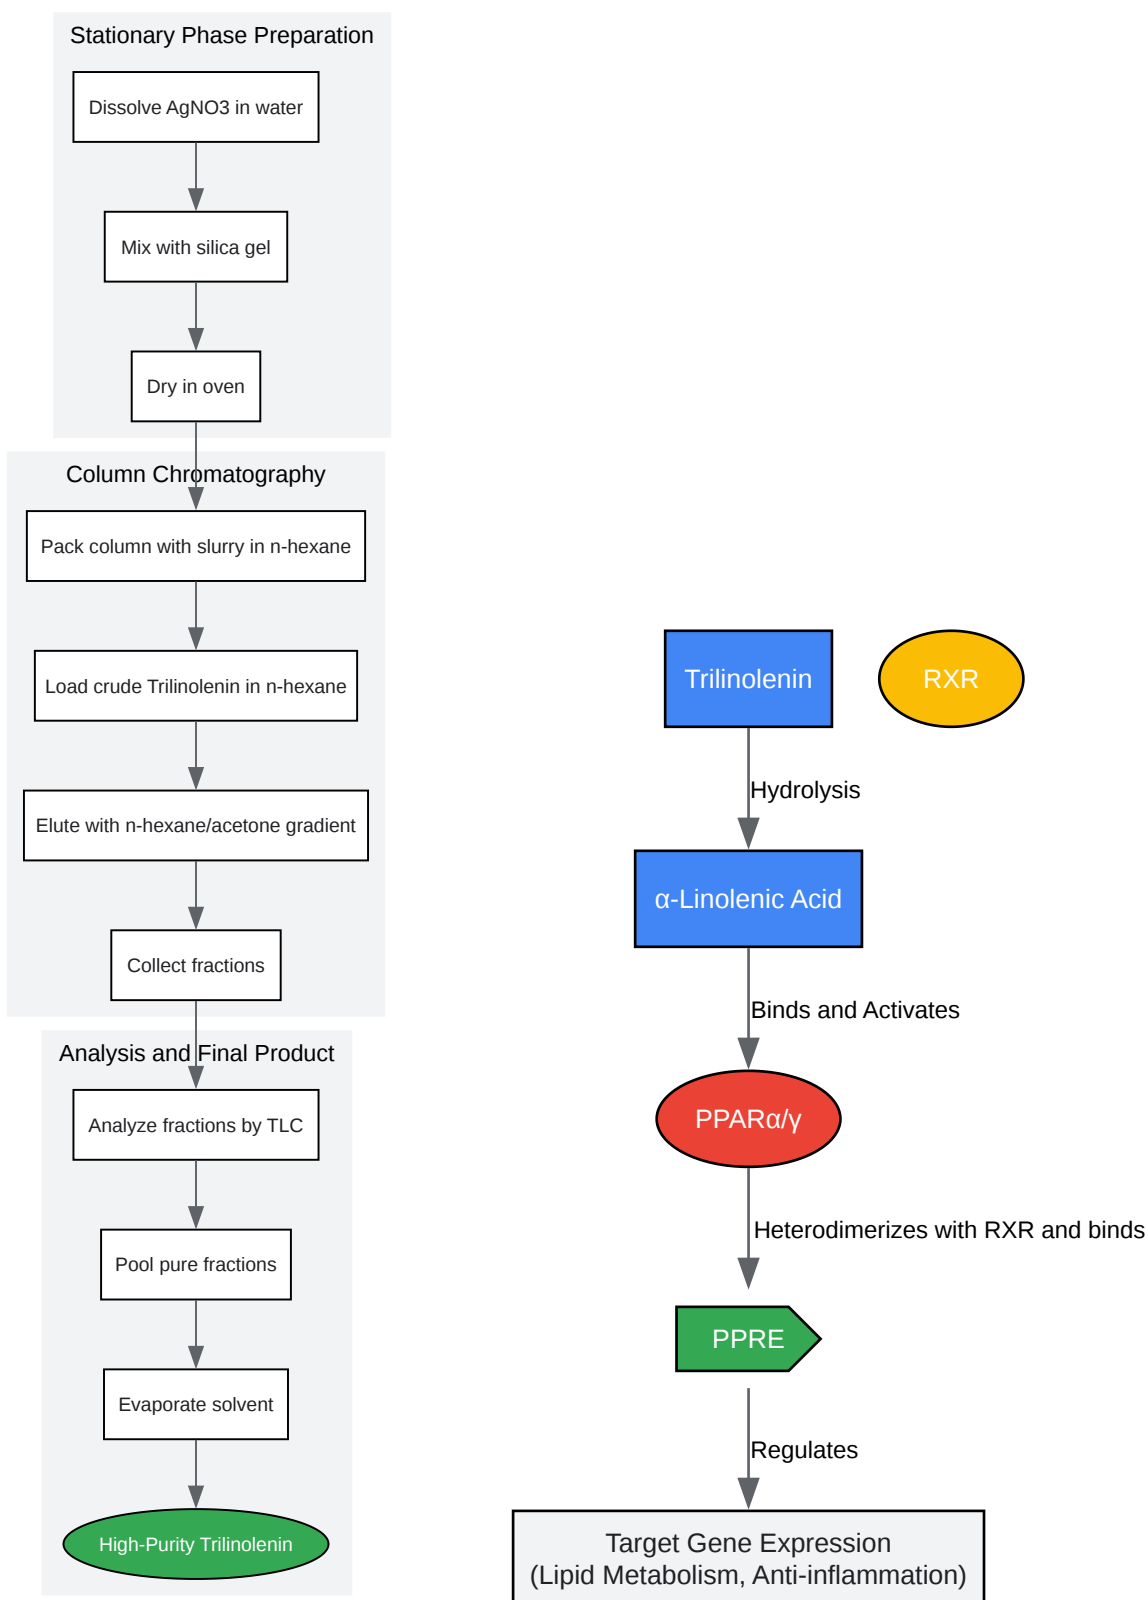 Stationary Phase Preparation
Dissolve AgNO3 in water
Mix with silica gel
Dry in oven
Column Chromatography
Pack column with slurry in n-hexane
Load crude Trilinolenin in n-hexane
Elute with n-hexane/acetone gradient
Collect fractions
Analysis and Final Product
Analyze fractions by TLC
Pool pure fractions
Evaporate solvent
High-Purity Trilinolenin
Trilinolenin
RXR
Hydrolysis
α-Linolenic Acid
Binds and Activates
PPARα/γ
Heterodimerizes with RXR and binds
PPRE
Regulates
Target Gene Expression
(Lipid Metabolism, Anti-inflammation)